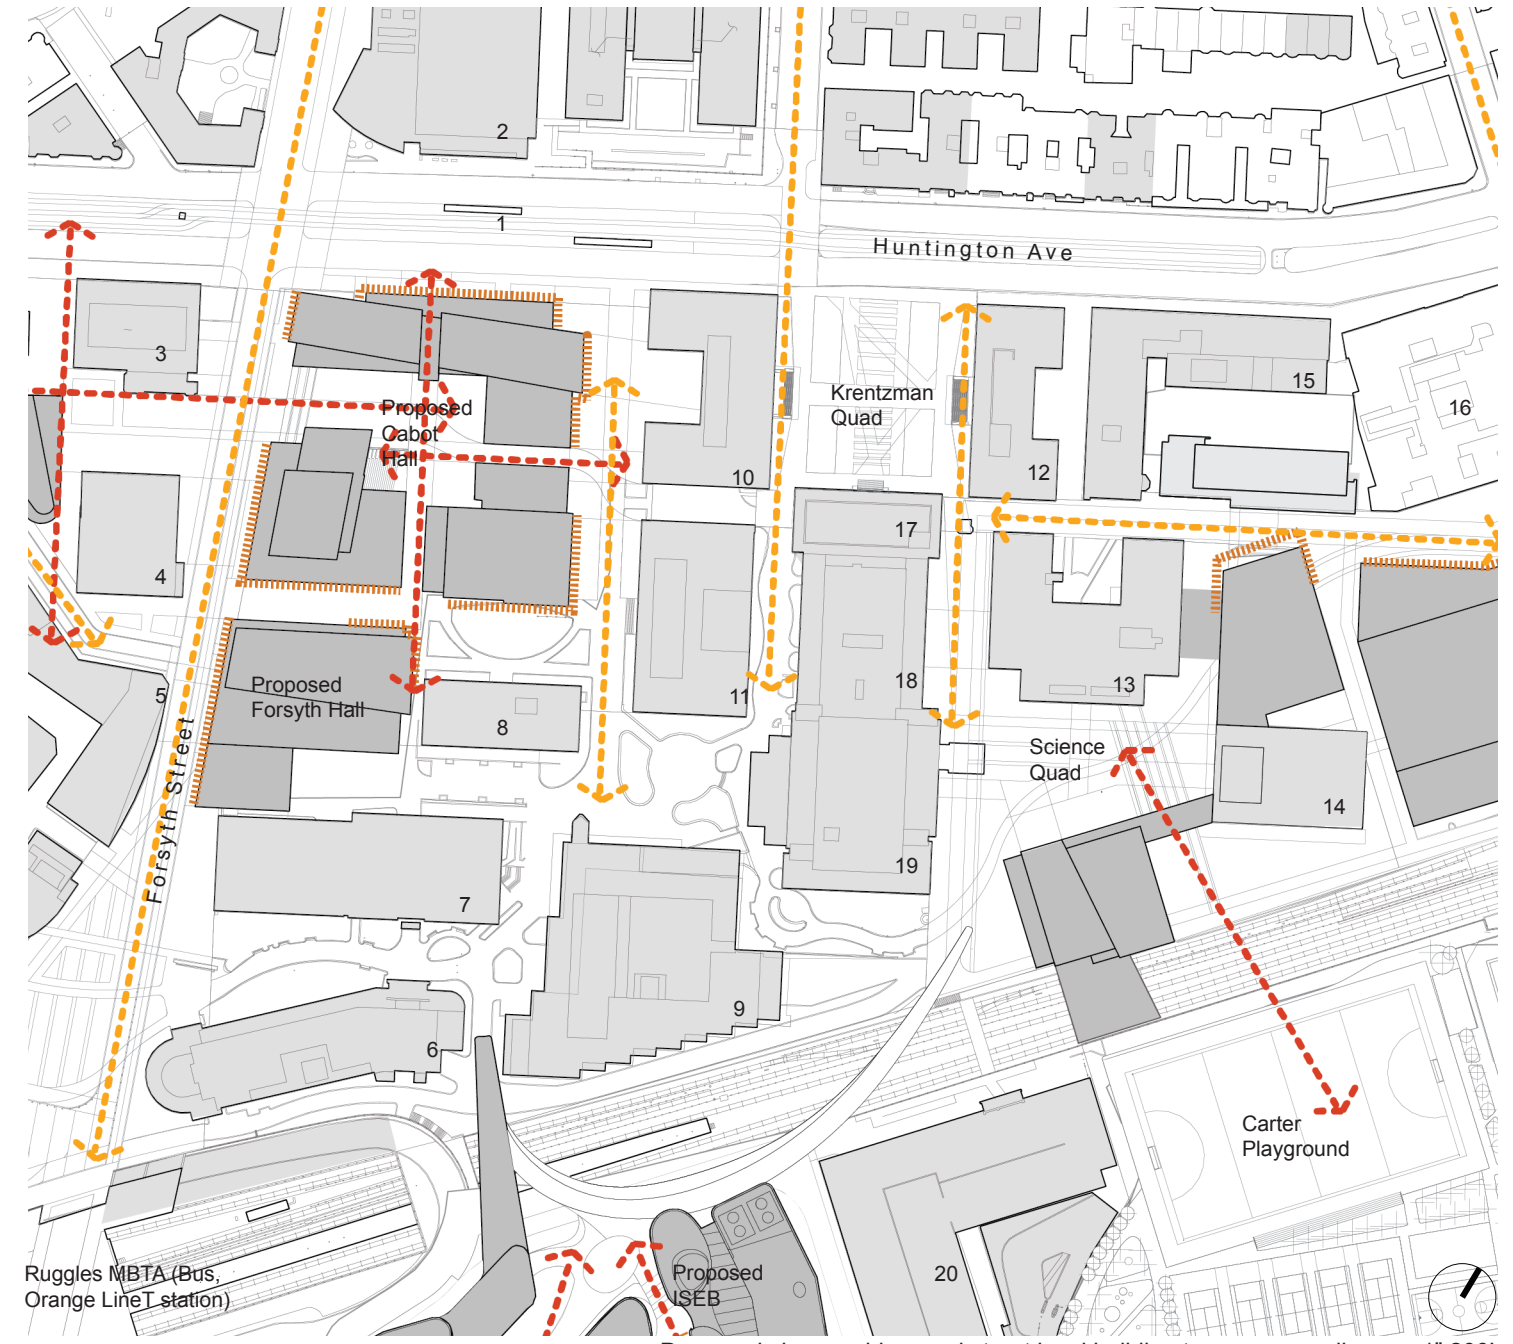 2
1
Huntington Ave
3
Proposed
Cabot
Hall
Krentzman
Quad
15
16
10
12
17
4
5
Proposed
Forsyth Hall
8
11
18
13
Science
Quad
14
Forsyth Street
7
19
9
6
Carter
Playground
Ruggles MBTA (Bus,
Orange LineT station)
Proposed
ISEB
20